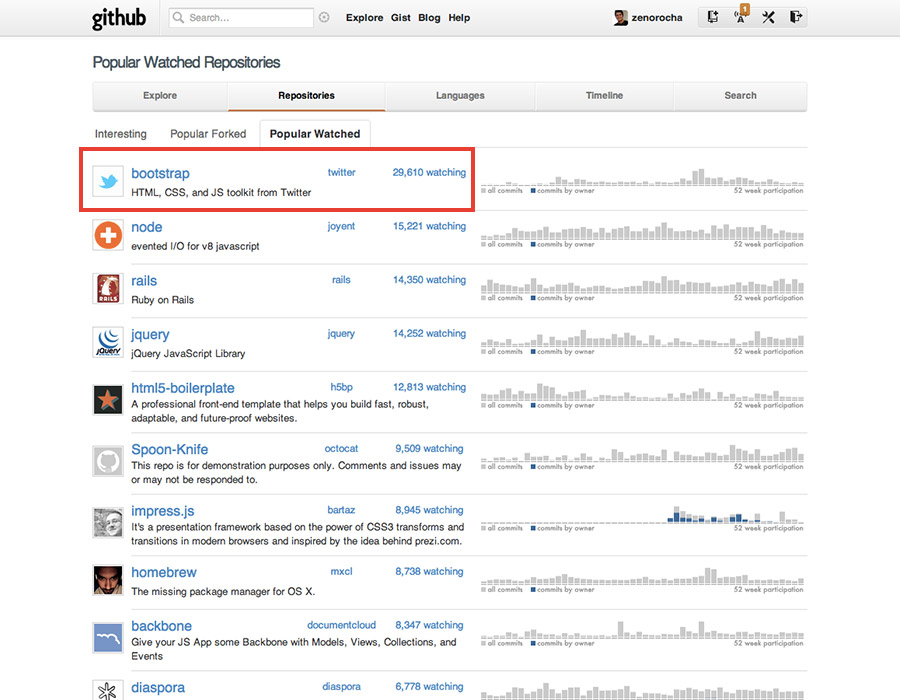 github
Search...
Explore Gist Blog Help
zenorocha
1
Popular Watched Repositories
Explore Repositories Languages Timeline Search
Interesting Popular Forked Popular Watched
bootstrap twitter 29,610 watching
HTML, CSS, and JS toolkit from Twitter
all commits commits by owner 52 week participation
node joyent 15,221 watching
evented I/O for v8 javascript
all commits commits by owner 52 week participation
rails rails 14,350 watching
RAILS
Ruby on Rails
all commits commits by owner 52 week participation
jquery jquery 14,252 watching
jQuery
jQuery JavaScript Library
all commits commits by owner 52 week participation
html5-boilerplate h5bp 12,813 watching
A professional front-end template that helps you build fast, robust,
adaptable, and future-proof websites.
all commits commits by owner 52 week participation
Spoon-Knife octocat 9,509 watching
This repo is for demonstration purposes only. Comments and issues may
or may not be responded to.
all commits commits by owner 52 week participation
impress.js bartaz 8,945 watching
It's a presentation framework based on the power of CSS3 transforms and
transitions in modern browsers and inspired by the idea behind prezi.com.
all commits commits by owner 52 week participation
homebrew mxcl 8,738 watching
The missing package manager for OS X.
all commits commits by owner 52 week participation
backbone documentcloud 8,347 watching
Give your JS App some Backbone with Models, Views, Collections, and
Events
all commits commits by owner 52 week participation
diaspora diaspora 6,778 watching